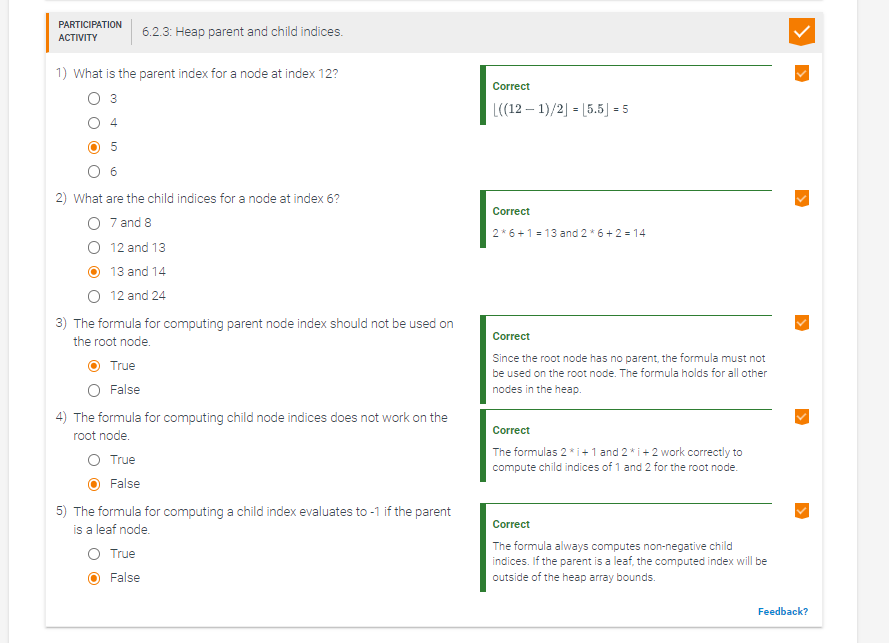 PARTICIPATION
ACTIVITY
6.2.3: Heap parent and child indices.
1) What is the parent index for a node at index 12?
3
4
5
6
Correct
⌊((12 − 1)/2⌋ = ⌊5.5⌋ = 5
2) What are the child indices for a node at index 6?
7 and 8
12 and 13
13 and 14
12 and 24
Correct
2 * 6 + 1 = 13 and 2 * 6 + 2 = 14
3) The formula for computing parent node index should not be used on
the root node.
True
False
Correct
Since the root node has no parent, the formula must not
be used on the root node. The formula holds for all other
nodes in the heap.
4) The formula for computing child node indices does not work on the
root node.
True
False
Correct
The formulas 2 * i + 1 and 2 * i + 2 work correctly to
compute child indices of 1 and 2 for the root node.
5) The formula for computing a child index evaluates to -1 if the parent
is a leaf node.
True
False
Correct
The formula always computes non-negative child
indices. If the parent is a leaf, the computed index will be
outside of the heap array bounds.
Feedback?